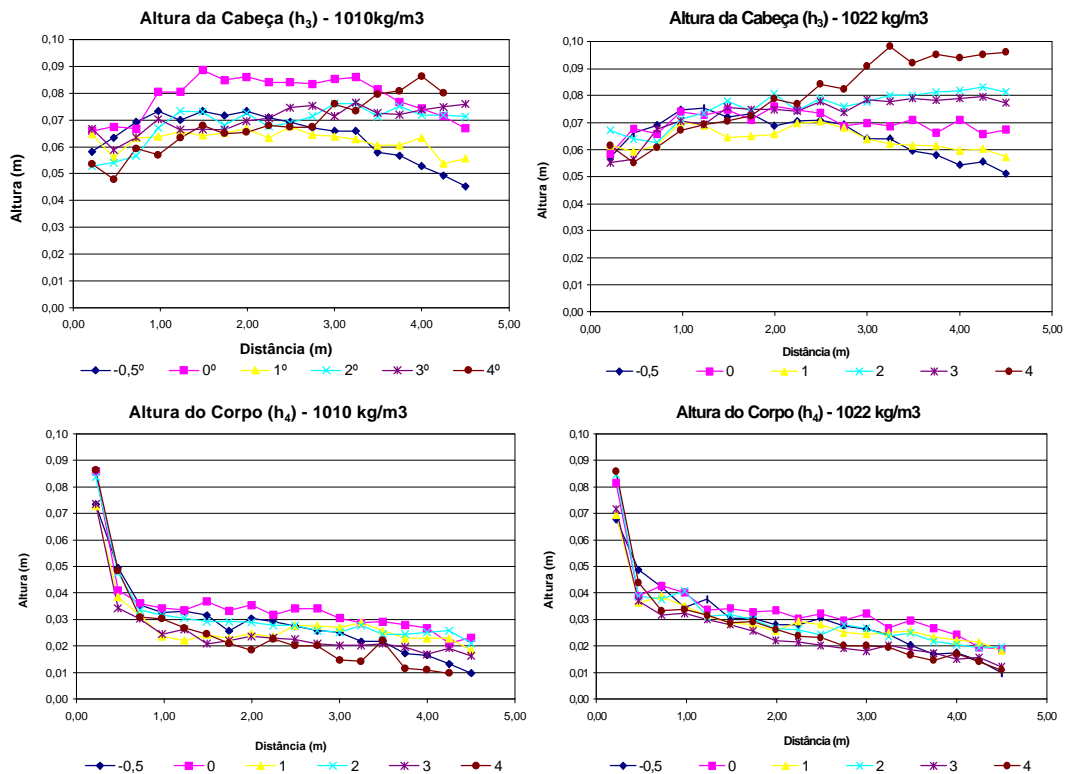 Altura da Cabeça (h3) - 1010kg/m3
0,10
0,09
0,08
0,07
0,06
0,05
0,04
0,03
0,02
0,01
0,00
Altura (m)
0,00 1,00 2,00 3,00 4,00 5,00
Distância (m)
-0,5º 0º 1º 2º 3º 4º
Altura da Cabeça (h3) - 1022 kg/m3
0,10
0,09
0,08
0,07
0,06
0,05
0,04
0,03
0,02
0,01
0,00
Altura (m)
0,00 1,00 2,00 3,00 4,00 5,00
Distância (m)
-0,5 0 1 2 3 4
Altura do Corpo (h4) - 1010 kg/m3
0,10
0,09
0,08
0,07
0,06
0,05
0,04
0,03
0,02
0,01
0,00
Altura (m)
0,00 1,00 2,00 3,00 4,00 5,00
Distância (m)
-0,5 0 1 2 3 4
Altura do Corpo (h4) - 1022 kg/m3
0,10
0,09
0,08
0,07
0,06
0,05
0,04
0,03
0,02
0,01
0,00
Altura (m)
0,00 1,00 2,00 3,00 4,00 5,00
Distância (m)
-0,5 0 1 2 3 4